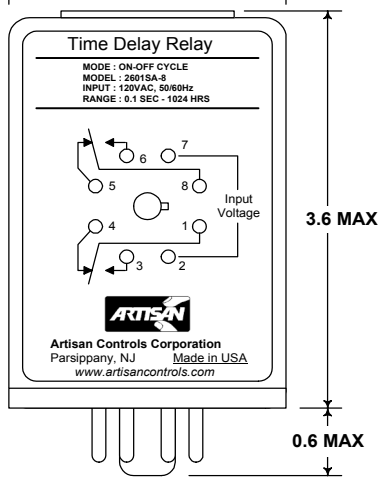 Time Delay Relay
MODE : ON-OFF CYCLE
MODEL : 2601SA-8
INPUT : 120VAC, 50/60Hz
RANGE : 0.1 SEC - 1024 HRS
6
7
5
8
Input
Voltage
4
1
3
2
3.6 MAX
ARTISAN
Artisan Controls Corporation
Parsippany, NJ Made in USA
www.artisancontrols.com
0.6 MAX